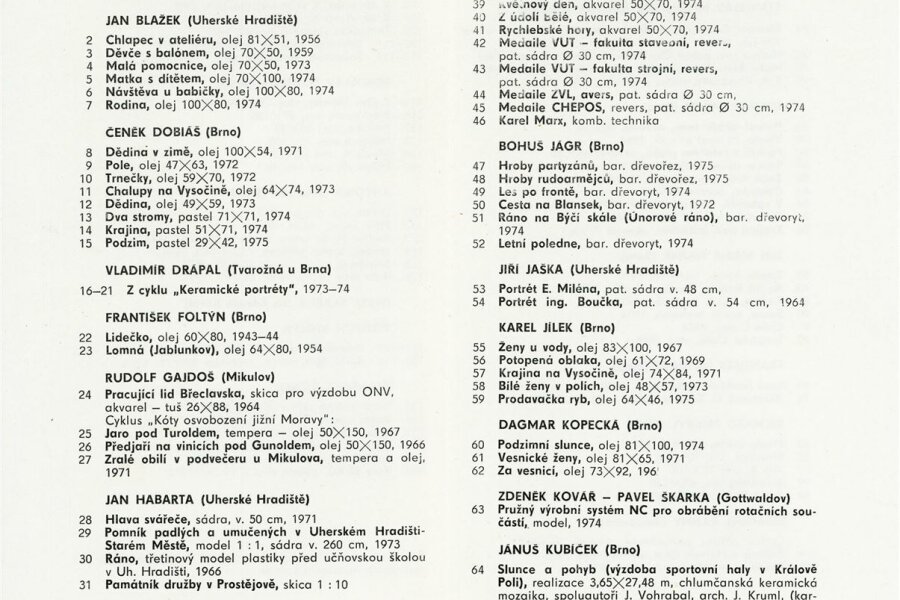 JAN BLAŽEK (Uherské Hradiště)
2 Chlapec v ateliéru, olej 81×51, 1956
3 Děvče s balónem, olej 70×50, 1959
4 Malá pomocnice, olej 70×50, 1973
5 Matka s dítětem, olej 70×100, 1974
6 Návštěva u babičky, olej 100×80, 1974
7 Rodina, olej 100×80, 1974
ČENĚK DOBIÁŠ (Brno)
8 Dědina v zimě, olej 100×54, 1971
9 Pole, olej 47×63, 1972
10 Trnečky, olej 59×70, 1972
11 Chalupy na Vysočině, olej 64×74, 1973
12 Dědina, olej 49×59, 1973
13 Dva stromy, pastel 71×71, 1974
14 Krajina, pastel 51×71, 1974
15 Podzim, pastel 29×42, 1975
VLADIMÍR DRÁPAL (Tvarožná u Brna)
16–21 Z cyklu „Keramické portréty", 1973–74
FRANTIŠEK FOLTÝN (Brno)
22 Lidečko, olej 60×80, 1943–44
23 Lomná (Jablunkov), olej 64×80, 1954
RUDOLF GAJDOŠ (Mikulov)
24 Pracující lid Břeclavska, skica pro výzdobu ONV,
akvarel – tuš 26×88, 1964
Cyklus „Kóty osvobození jižní Moravy":
25 Jaro pod Turoldem, tempera – olej 50×150, 1967
26 Předjaří na vinicích pod Gunoldem, olej 50×150, 1966
27 Zralé obilí v podvečeru u Mikulova, tempera a olej,
1971
JAN HABARTA (Uherské Hradiště)
28 Hlava svářeče, sádra, v. 50 cm, 1971
29 Pomník padlých a umučených v Uherském Hradišti-
Starém Městě, model 1 : 1, sádra v. 260 cm, 1973
30 Ráno, třetinový model plastiky před učňovskou školou
v Uh. Hradišti, 1966
31 Památník družby v Prostějově, skica 1 : 10
39 Květnový den, akvarel 50×70, 1974
40 Z údolí Bělé, akvarel 50×70, 1974
41 Rychlebské hory, akvarel 50×70, 1974
42 Medaile VUT – fakulta stavební, revers,
pat. sádra Ø 30 cm, 1974
43 Medaile VUT – fakulta strojní, revers,
pat. sádra Ø 30 cm, 1974
44 Medaile ZVL, avers, pat. sádra Ø 30 cm,
45 Medaile CHEPOS, revers, pat. sádra Ø 30 cm, 1974
46 Karel Marx, komb. technika
BOHUŠ JÁGR (Brno)
47 Hroby partyzánů, bar. dřevořez, 1975
48 Hroby rudoarmějců, bar. dřevořez, 1975
49 Les po frontě, bar. dřevoryt, 1974
50 Cesta na Blansek, bar. dřevoryt, 1972
51 Ráno na Býčí skále (Únorové ráno), bar. dřevoryt,
1974
52 Letní poledne, bar. dřevoryt, 1974
JIŘÍ JAŠKA (Uherské Hradiště)
53 Portrét E. Miléna, pat. sádra v. 48 cm,
54 Portrét ing. Boučka, pat. sádra v. 54 cm, 1964
KAREL JÍLEK (Brno)
55 Ženy u vody, olej 83×100, 1967
56 Potopená oblaka, olej 61×72, 1969
57 Krajina na Vysočině, olej 74×84, 1971
58 Bílé ženy v polích, olej 48×57, 1973
59 Prodavačka ryb, olej 64×46, 1975
DAGMAR KOPECKÁ (Brno)
60 Podzimní slunce, olej 81×100, 1974
61 Vesnické ženy, olej 81×65, 1971
62 Za vesnicí, olej 73×92, 196
ZDENĚK KOVÁŘ – PAVEL ŠKARKA (Gottwaldov)
63 Pružný výrobní systém NC pro obrábění rotačních sou-
částí, model, 1974
JÁNUŠ KUBÍČEK (Brno)
64 Slunce a pohyb (výzdoba sportovní haly v Králově
Poli), realizace 3,65×27,48 m, chlumčanská keramická
mozaika, spoluautoři J. Vohrabal, arch. J. Kruml, (kar-